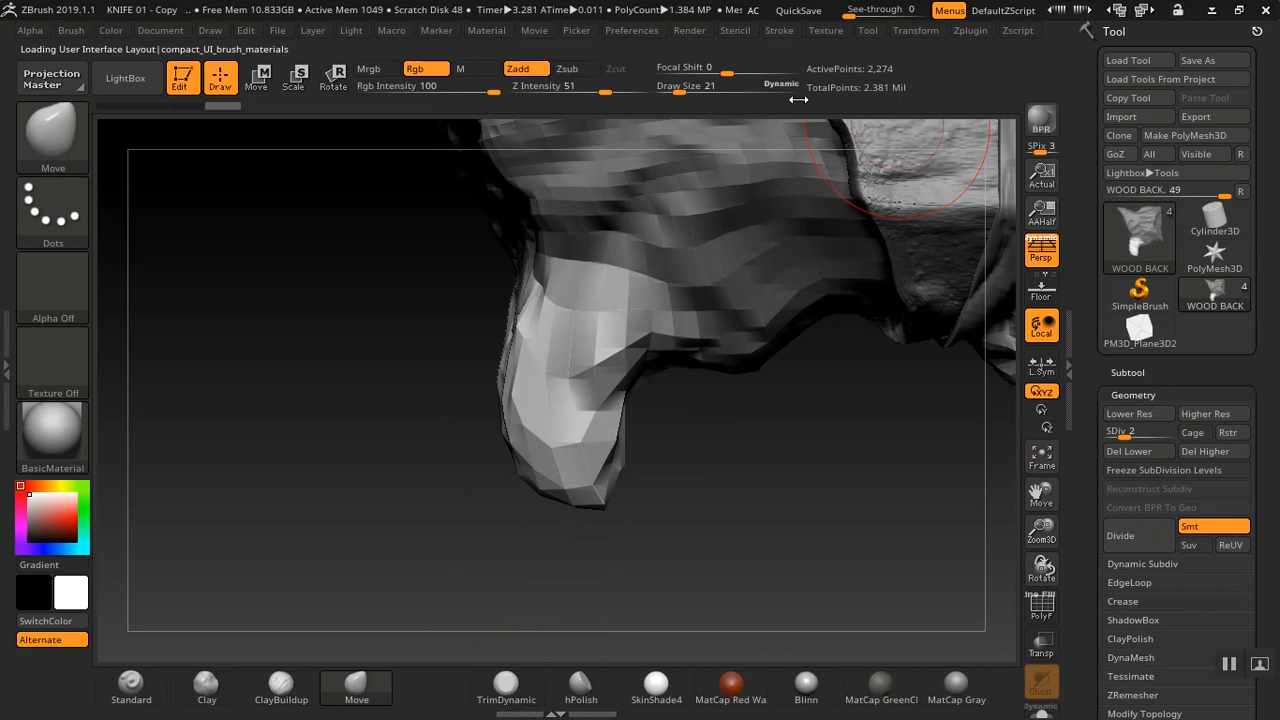 ZBrush 2019.1.1 KNIFE 01 - Copy • Free Mem 10.833GB • Active Mem 1049 • Scratch Disk 48 • Timer▶3.281 ATime▶0.011 • PolyCount▶1.384 MP • Me: AC QuickSave See-through 0 Menus DefaultZScript
Alpha Brush Color Document Draw Edit File Layer Light Macro Marker Material Movie Picker Preferences Render Stencil Stroke Texture Tool Transform Zplugin Zscript
Loading User Interface Layout|compact_UI_brush_materials
Projection Master LightBox Edit Draw Move Scale Rotate
Mrgb Rgb M Zadd Zsub Zcut Focal Shift 0 ActivePoints: 2,274
Rgb Intensity 100 Z Intensity 51 Draw Size 21 Dynamic TotalPoints: 2.381 Mil
Move
Dots
Alpha Off
Texture Off
BasicMaterial
Gradient
SwitchColor
Alternate
BPR
SPix 3
Actual
AAHalf
Dynamic
Persp
Floor
Local
L.Sym
XYZ
Frame
Move
Zoom3D
Rotate
Line Fill
PolyF
Transp
Ghost
Dynamic
Tool
Load Tool Save As
Load Tools From Project
Copy Tool Paste Tool
Import Export
Clone Make PolyMesh3D
GoZ All Visible R
Lightbox▶Tools
WOOD BACK. 49 R
4
Cylinder3D
WOOD BACK PolyMesh3D
4
SimpleBrush WOOD BACK
PM3D_Plane3D2
Subtool
Geometry
Lower Res Higher Res
SDiv 2 Cage Rstr
Del Lower Del Higher
Freeze SubDivision Levels
Reconstruct Subdiv
Convert BPR To Geo
Divide Smt
Suv ReUV
Dynamic Subdiv
EdgeLoop
Crease
ShadowBox
ClayPolish
DynaMesh
Tessimate
ZRemesher
Modify Topology
Standard Clay ClayBuildup Move TrimDynamic hPolish SkinShade4 MatCap Red Wa Blinn MatCap GreenCl MatCap Gray